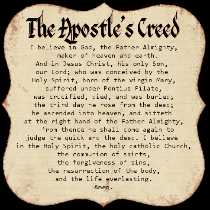 The Apostle's Creed
I believe in God, the Father Almighty,
maker of heaven and earth.
And in Jesus Christ, his only Son,
our Lord; who was conceived by the
Holy Spirit, born of the virgin Mary,
suffered under Pontius Pilate,
was crucified, died, and was buried;
the third day he rose from the dead;
he ascended into heaven, and sitteth
at the right hand of the Father Almighty,
from thence he shall come again to
judge the quick and the dead. I believe
in the Holy Spirit, the holy catholic Church,
the communion of saints,
the forgiveness of sins,
the resurrection of the body,
and the life everlasting.
Amen.